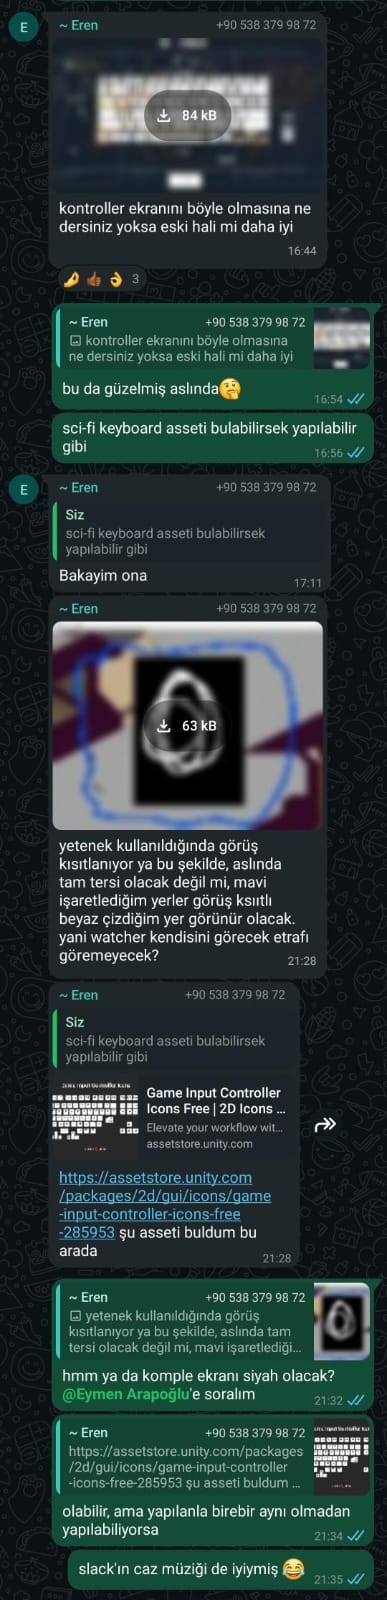 E
~ Eren +90 538 379 98 72
84 kB
kontroller ekranını böyle olmasına ne
dersiniz yoksa eski hali mi daha iyi
16:44
🤌👍🏾👌 3
~ Eren +90 538 379 98 72
kontroller ekranını böyle olmasına
ne dersiniz yoksa eski hali mi daha iyi
bu da güzelmiş aslında🤔
16:54
sci-fi keyboard asseti bulabilirsek yapılabilir
gibi
16:56
E
~ Eren +90 538 379 98 72
Siz
sci-fi keyboard asseti bulabilirsek
yapılabilir gibi
Bakayim ona
17:11
~ Eren +90 538 379 98 72
63 kB
yetenek kullanıldığında görüş
kısıtlanıyor ya bu şekilde, aslında
tam tersi olacak değil mi, mavi
işaretlediğim yerler görüş ksıtlı
beyaz çizdiğim yer görünür olacak.
yani watcher kendisini görecek etrafı
göremeyecek?
21:28
~ Eren +90 538 379 98 72
Siz
sci-fi keyboard asseti bulabilirsek
yapılabilir gibi
Game Input Controller Icons
Game Input Controller
Icons Free | 2D Icons ...
Elevate your workflow wit...
assetstore.unity.com
https://assetstore.unity.com
/packages/2d/gui/icons/game
-input-controller-icons-free
-285953 şu asseti buldum bu
arada
21:28
~ Eren +90 538 379 98 72
yetenek kullanıldığında görüş
kısıtlanıyor ya bu şekilde, aslında tam
tersi olacak değil mi, mavi işaretlediği...
hmm ya da komple ekranı siyah olacak?
@Eymen Arapoğlu'e soralım
21:32
~ Eren +90 538 379 98 72
https://assetstore.unity.com/packages
/2d/gui/icons/game-input-controller
-icons-free-285953 şu asseti buldum ...
olabilir, ama yapılanla birebir aynı olmadan
yapılabiliyorsa
21:34
slack'ın caz müziği de iyiymiş 😂
21:35